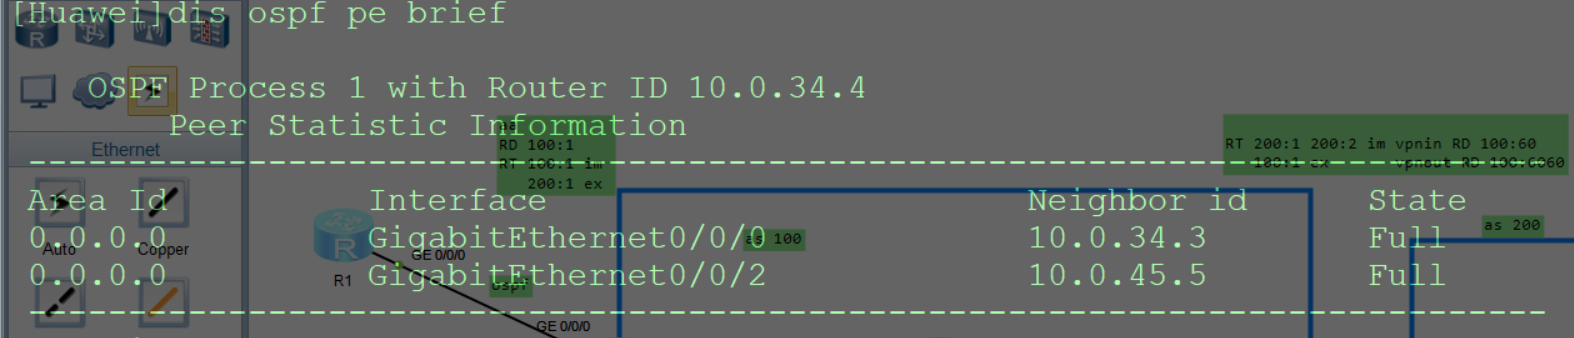 [Huawei]dis ospf pe brief
OSPF Process 1 with Router ID 10.0.34.4
Peer Statistic Information
Ethernet
aa
RD 100:1
RT 100:1 im
200:1 ex
RT 200:1 200:2 im vpnin RD 100:60
100:1 ex vpnout RD 100:6060
----------------------------------------------------------------------------
Area Id Interface Neighbor id State
0.0.0.0 GigabitEthernet0/0/0 10.0.34.3 Full
0.0.0.0 GigabitEthernet0/0/2 10.0.45.5 Full
----------------------------------------------------------------------------
Auto Copper
R
R
R1
GE 0/0/0
as 100
as 200
ospf
GE 0/0/0